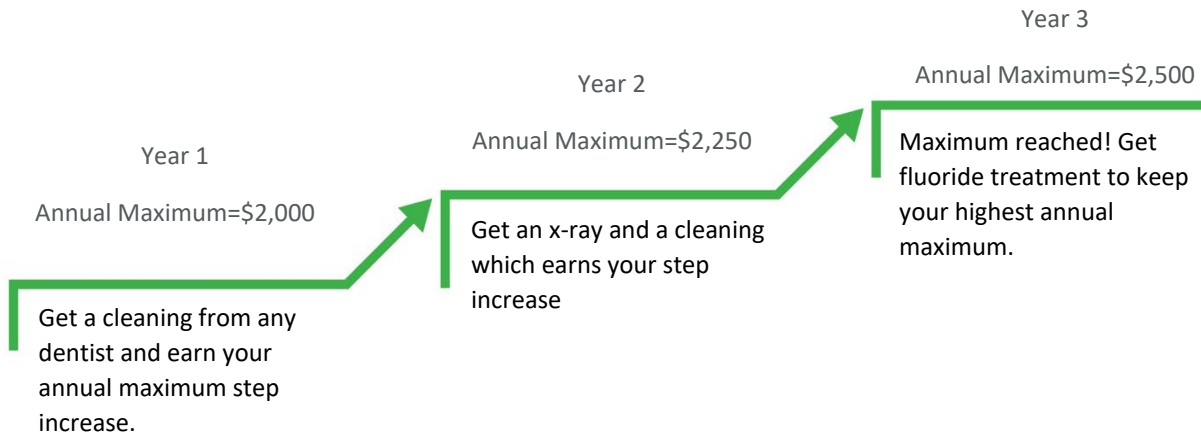 Year 1
Annual Maximum=$2,000
Get a cleaning from any
dentist and earn your
annual maximum step
increase.
Year 2
Annual Maximum=$2,250
Get an x-ray and a cleaning
which earns your step
increase
Year 3
Annual Maximum=$2,500
Maximum reached! Get
fluoride treatment to keep
your highest annual
maximum.